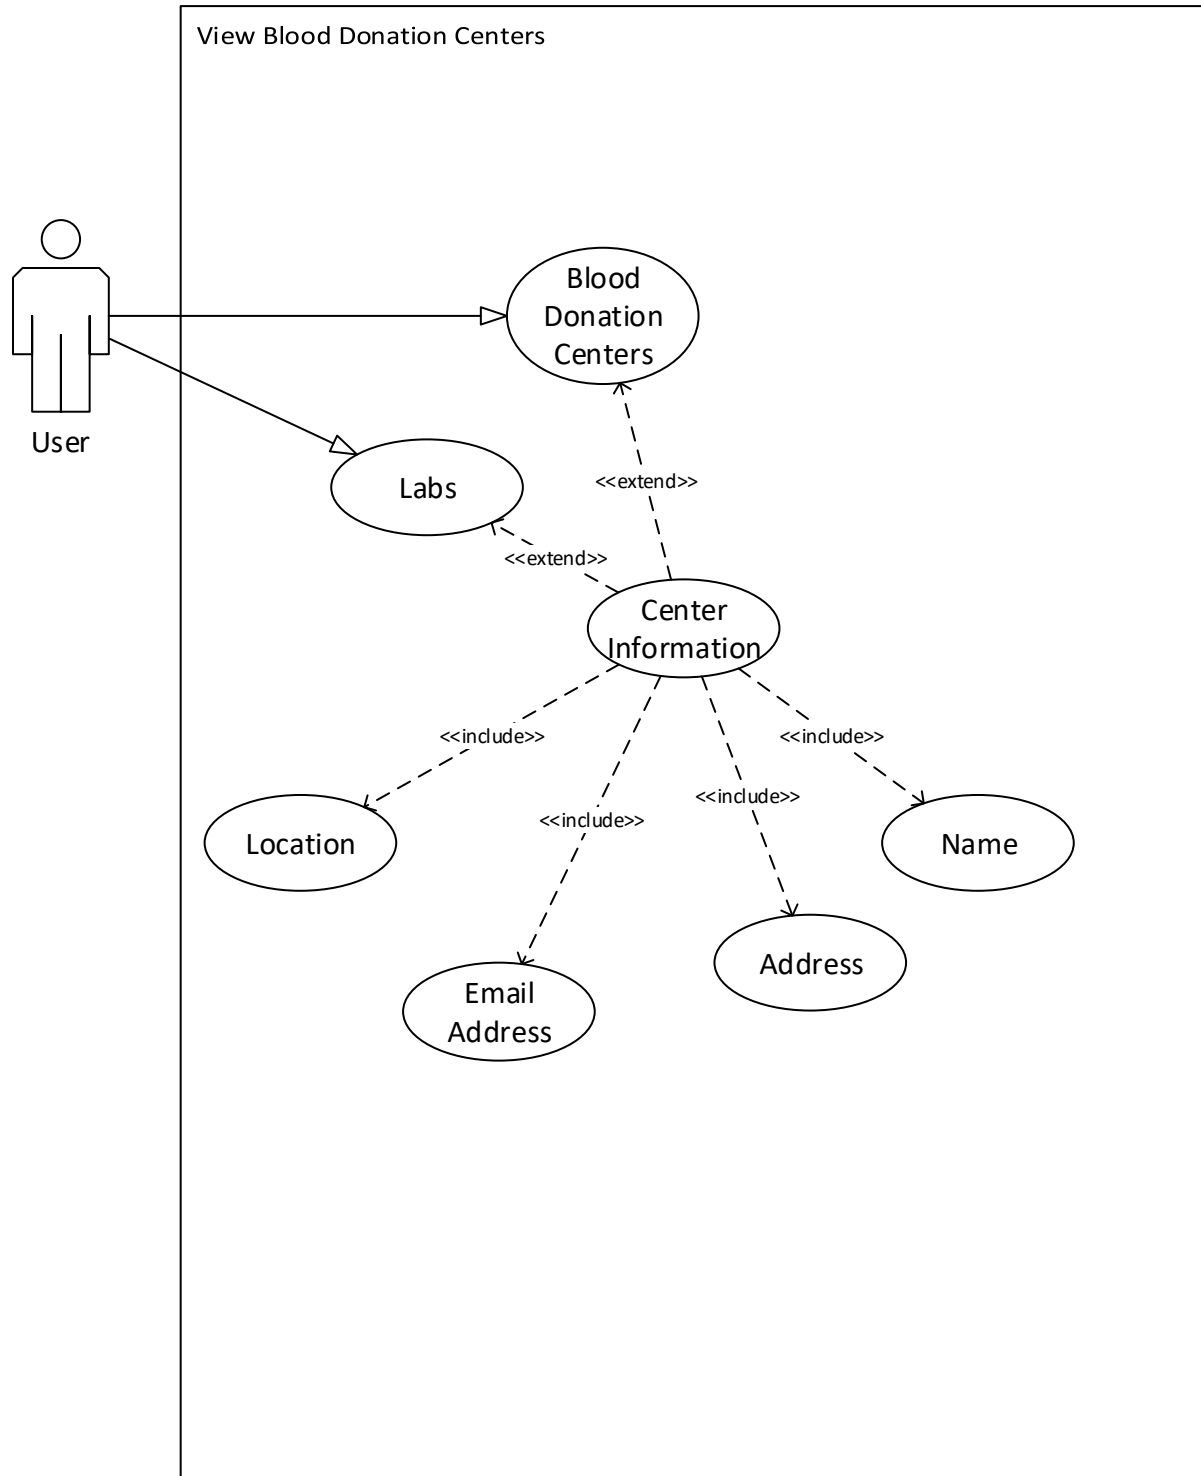 View Blood Donation Centers
Blood
Donation
Centers
User
Labs
<<extend>>
<<extend>>
Center
Information
<<include>>
<<include>>
<<include>>
<<include>>
Location
Name
Address
Email
Address